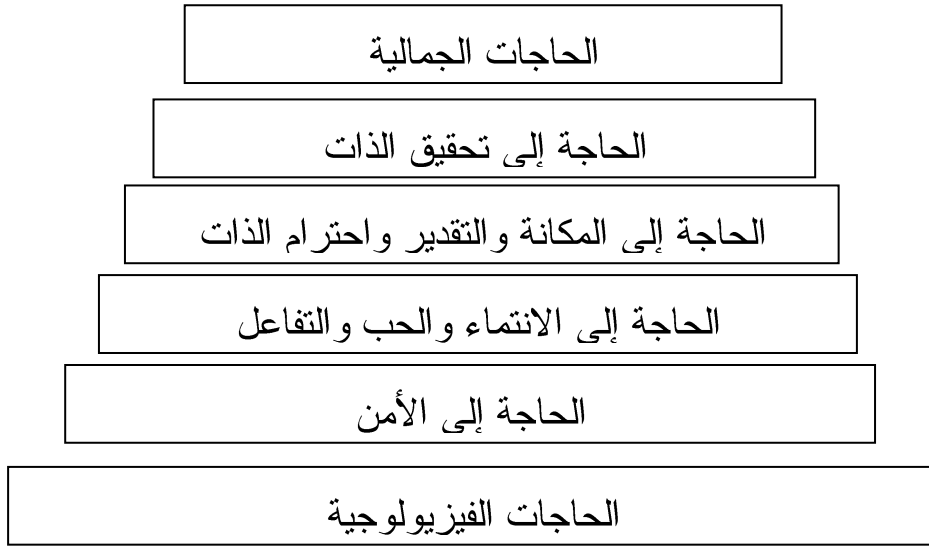 الحاجات الجمالية
الحاجة إلى تحقيق الذات
الحاجة إلى المكانة والتقدير واحترام الذات
الحاجة إلى الانتماء والحب والتفاعل
الحاجة إلى الأمن
الحاجات الفيزيولوجية